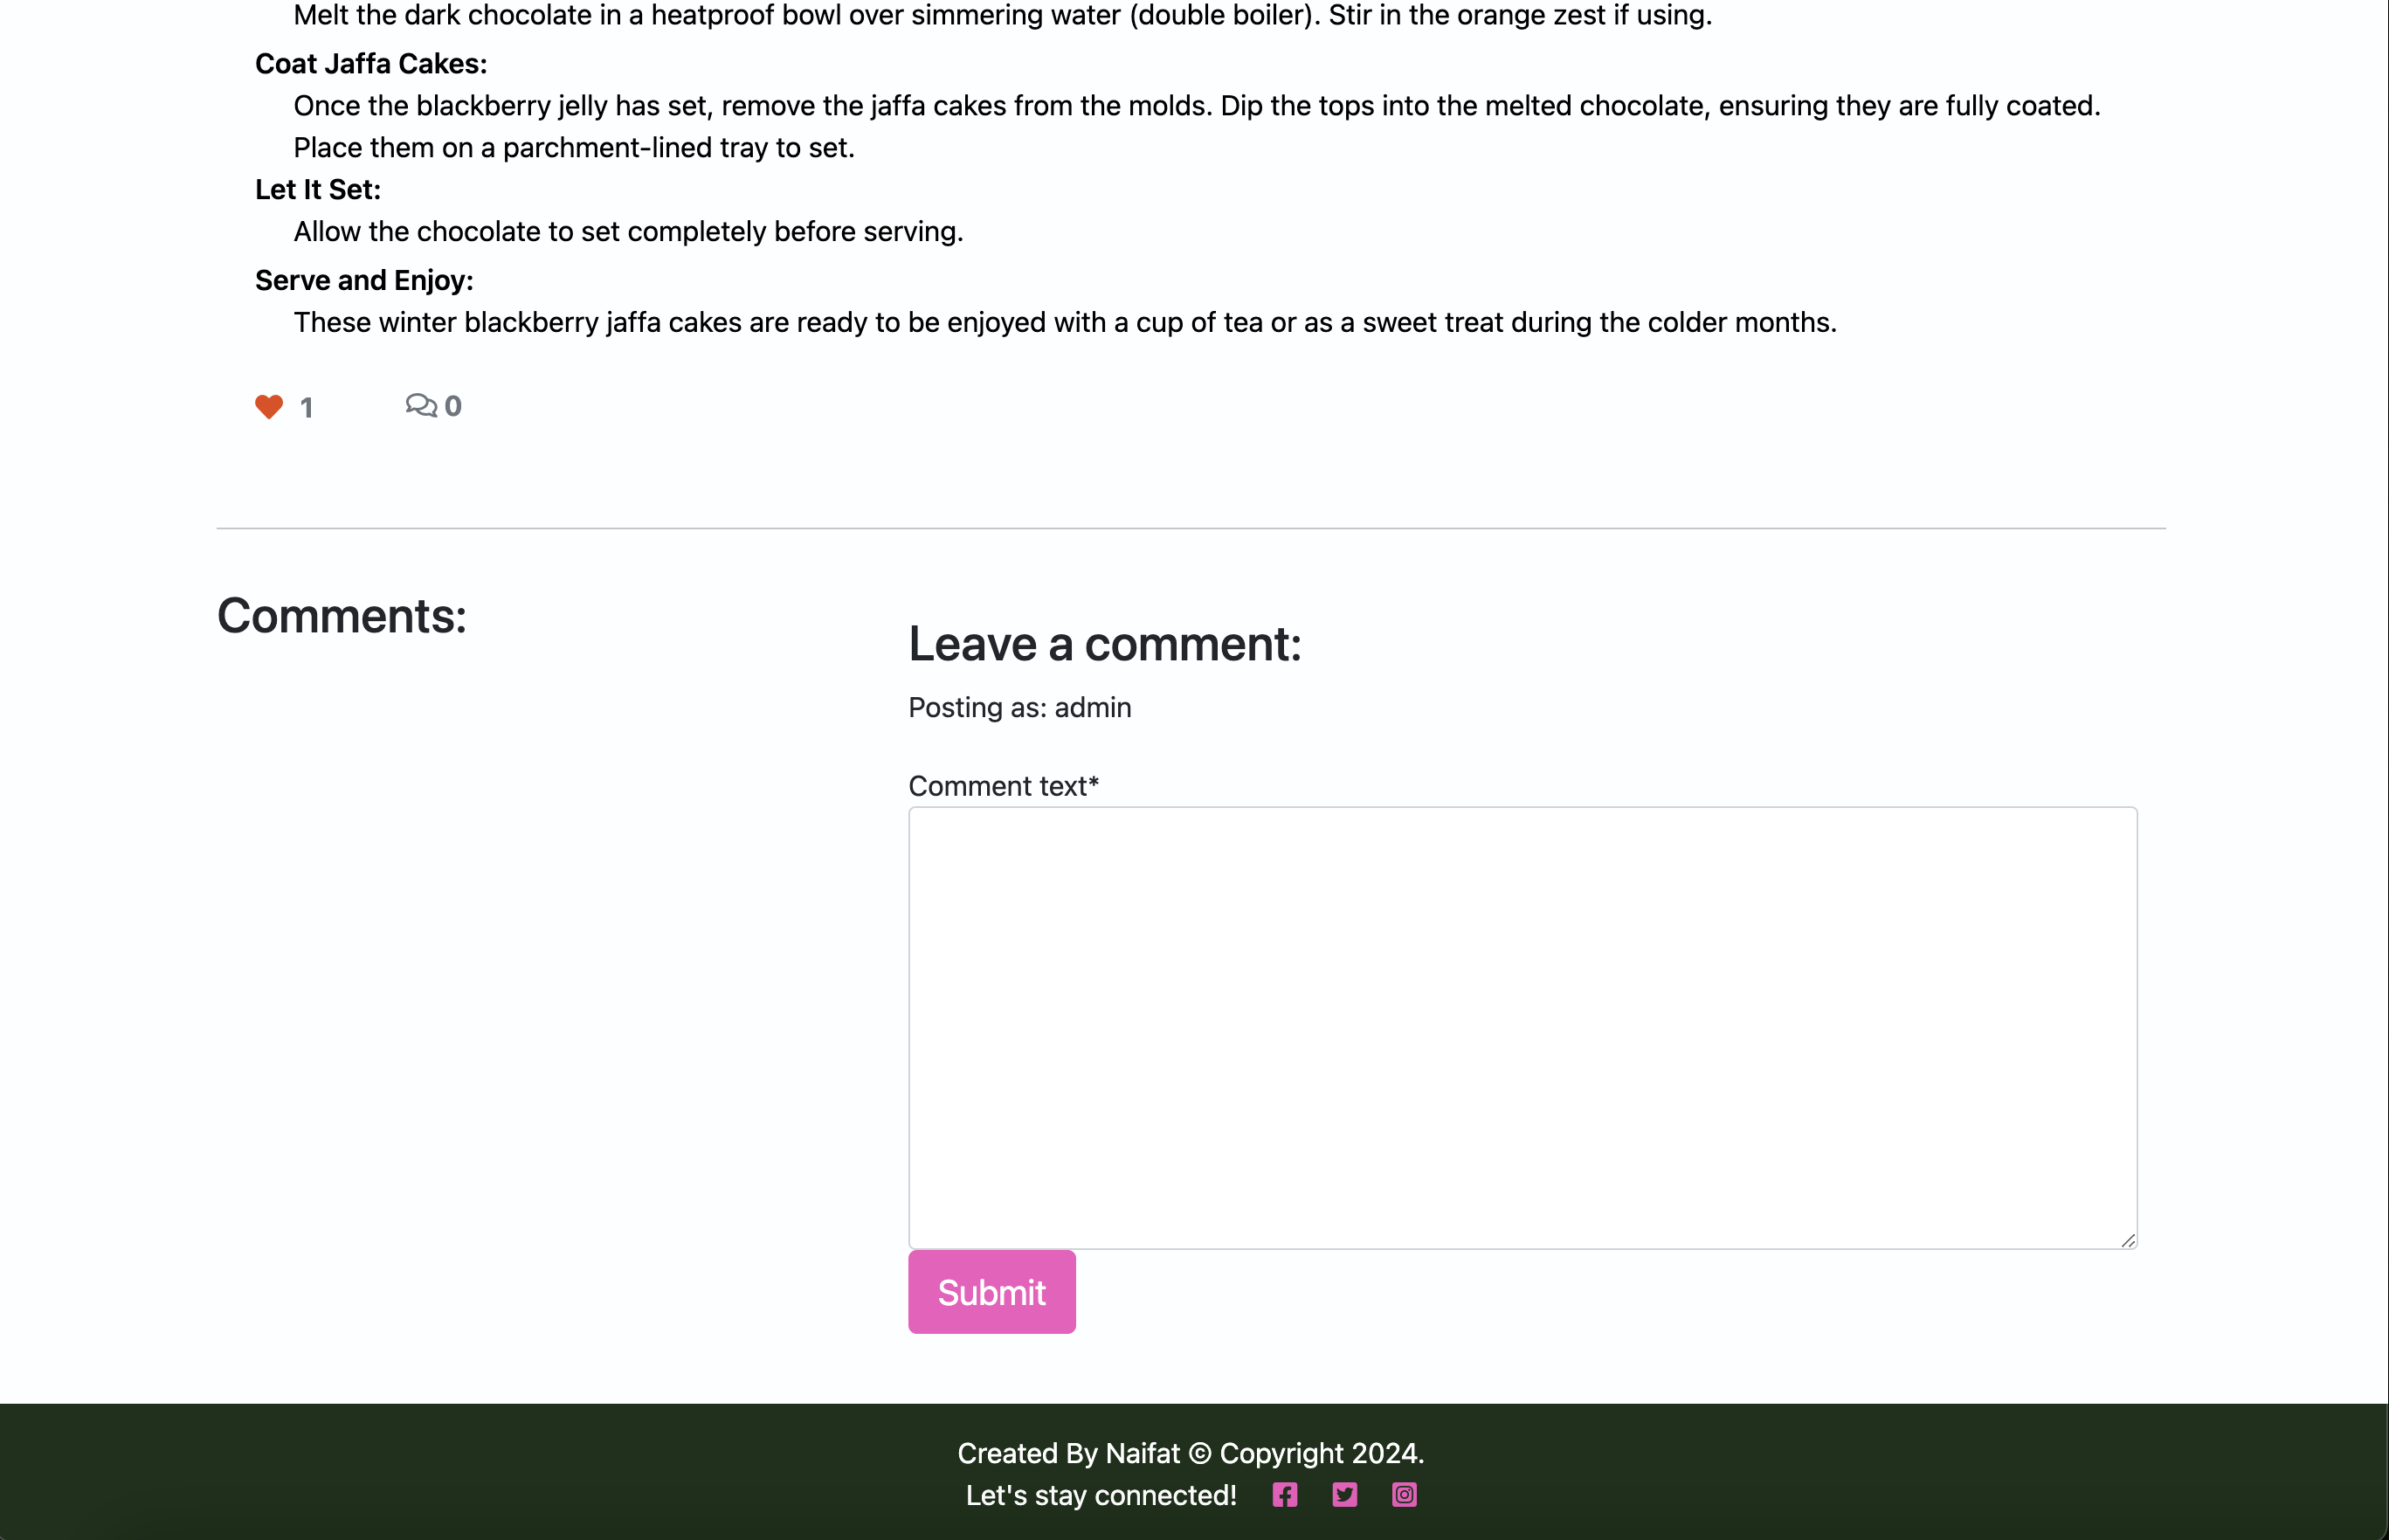 Melt the dark chocolate in a heatproof bowl over simmering water (double boiler). Stir in the orange zest if using.
Coat Jaffa Cakes:
Once the blackberry jelly has set, remove the jaffa cakes from the molds. Dip the tops into the melted chocolate, ensuring they are fully coated.
Place them on a parchment-lined tray to set.
Let It Set:
Allow the chocolate to set completely before serving.
Serve and Enjoy:
These winter blackberry jaffa cakes are ready to be enjoyed with a cup of tea or as a sweet treat during the colder months.
1 0
Comments:
Leave a comment:
Posting as: admin
Comment text*
Submit
Created By Naifat © Copyright 2024.
Let's stay connected!